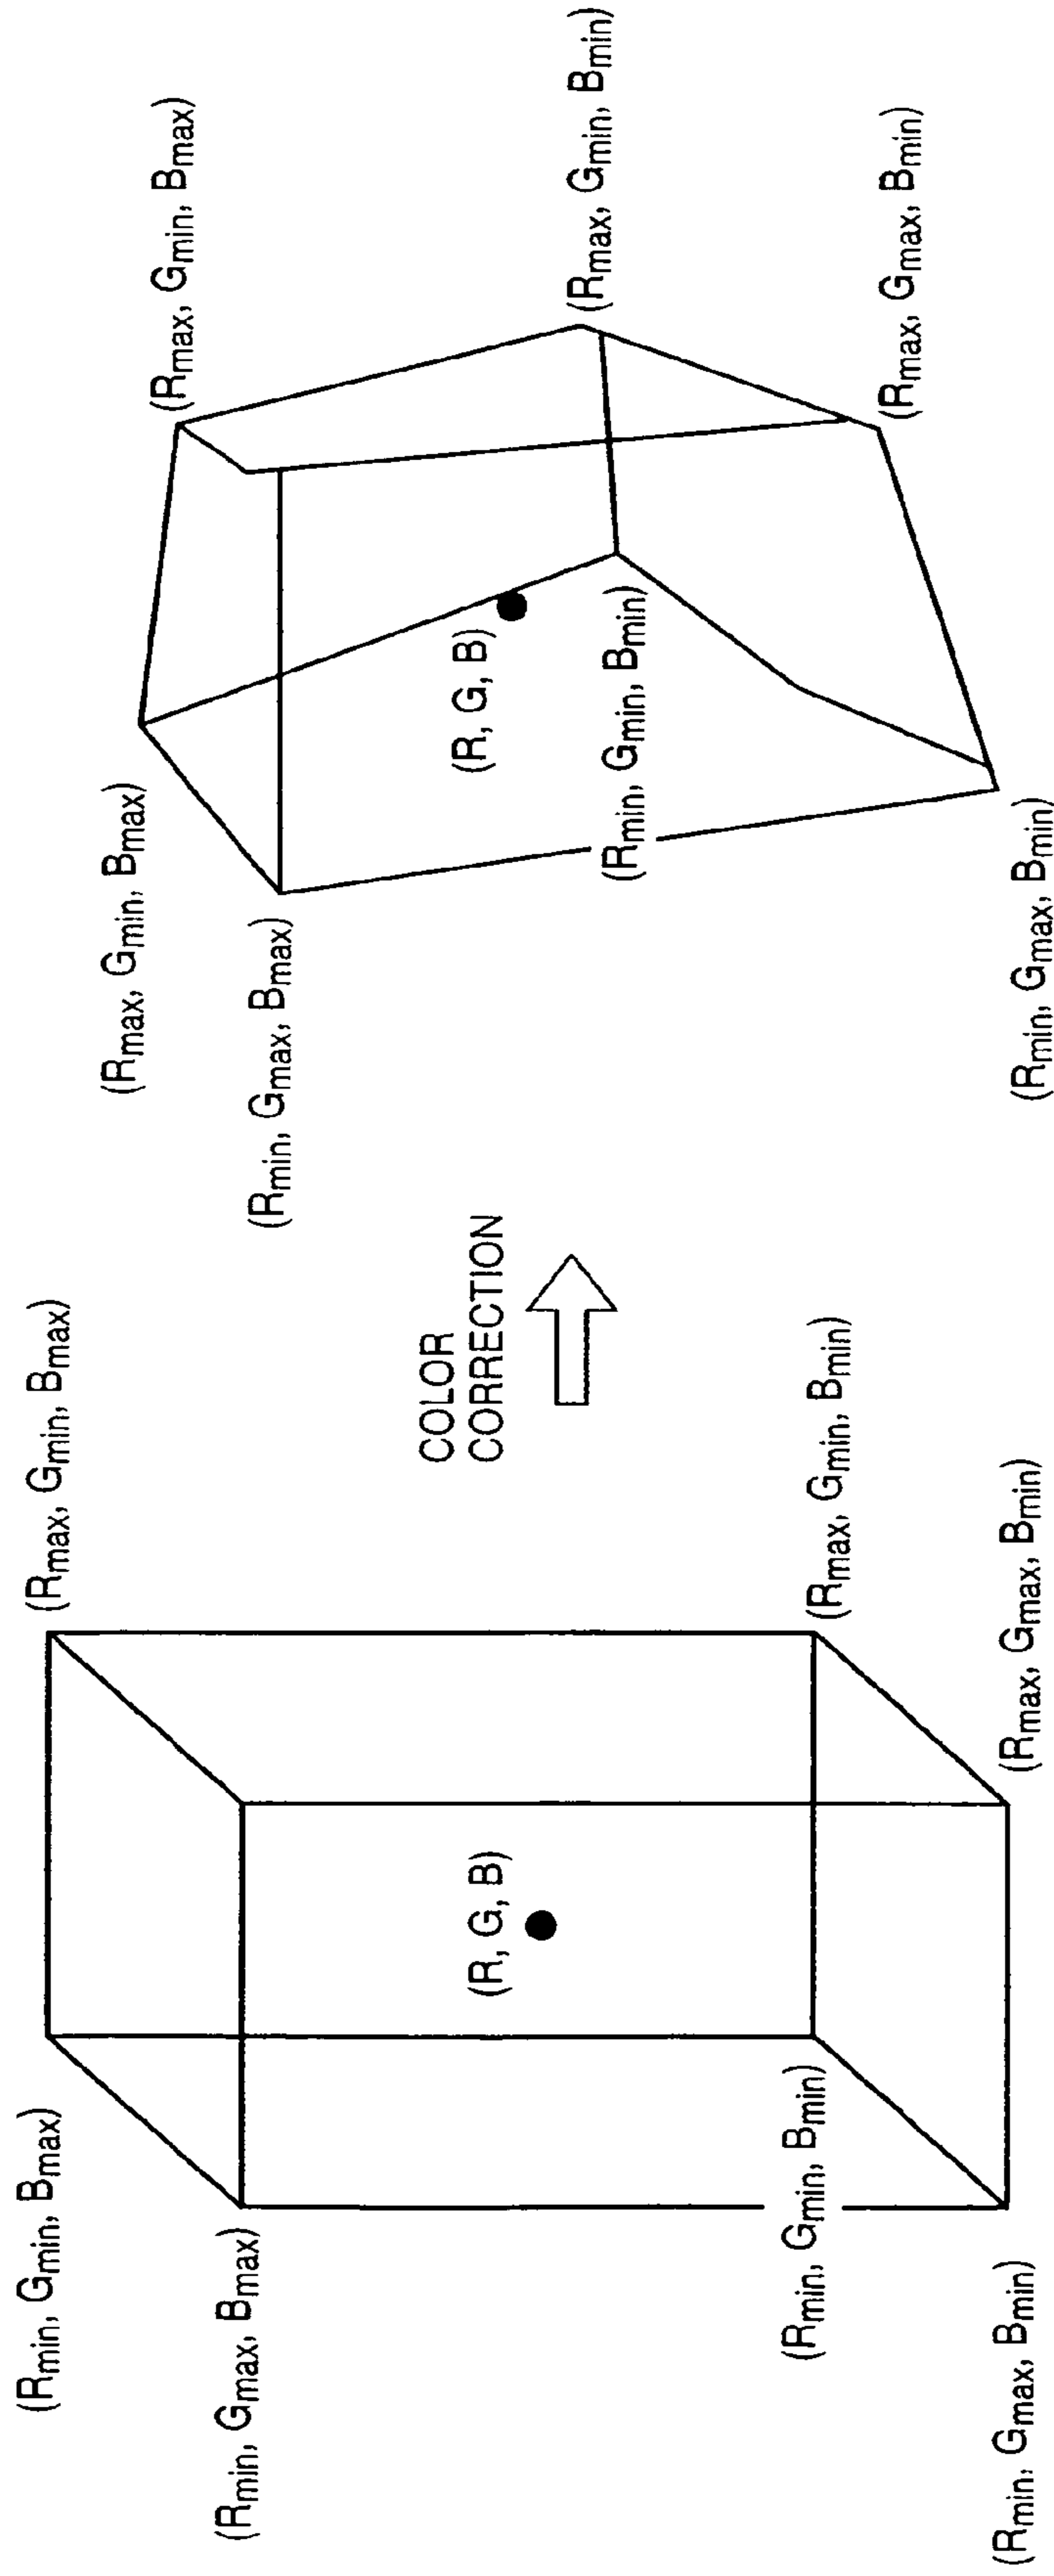 (Rmin, Gmin, Bmax)
(Rmax, Gmin, Bmax)
(Rmin, Gmax, Bmax)
(R, G, B)
(Rmin, Gmin, Bmin)
(Rmax, Gmin, Bmin)
(Rmin, Gmax, Bmin)
(Rmax, Gmax, Bmin)
COLOR
CORRECTION
(Rmax, Gmin, Bmax)
(Rmax, Gmin, Bmax)
(Rmin, Gmax, Bmax)
(R, G, B)
(Rmax, Gmin, Bmin)
(Rmin, Gmin, Bmin)
(Rmax, Gmax, Bmin)
(Rmin, Gmax, Bmin)